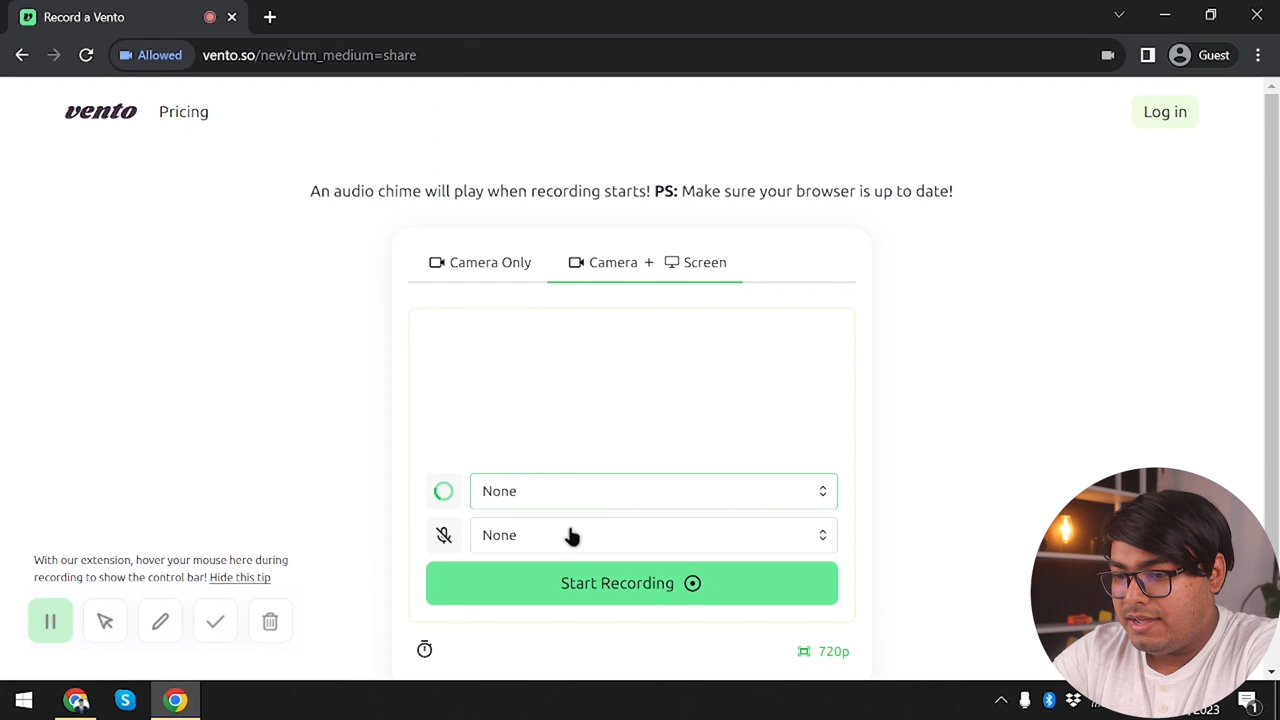 Record a Vento
Allowed
vento.so/new?utm_medium=share
Guest
vento
Pricing
Log in
An audio chime will play when recording starts! PS: Make sure your browser is up to date!
Camera Only
Camera + Screen
None
None
Start Recording
With our extension, hover your mouse here during
recording to show the control bar! Hide this tip
720p
2023
1